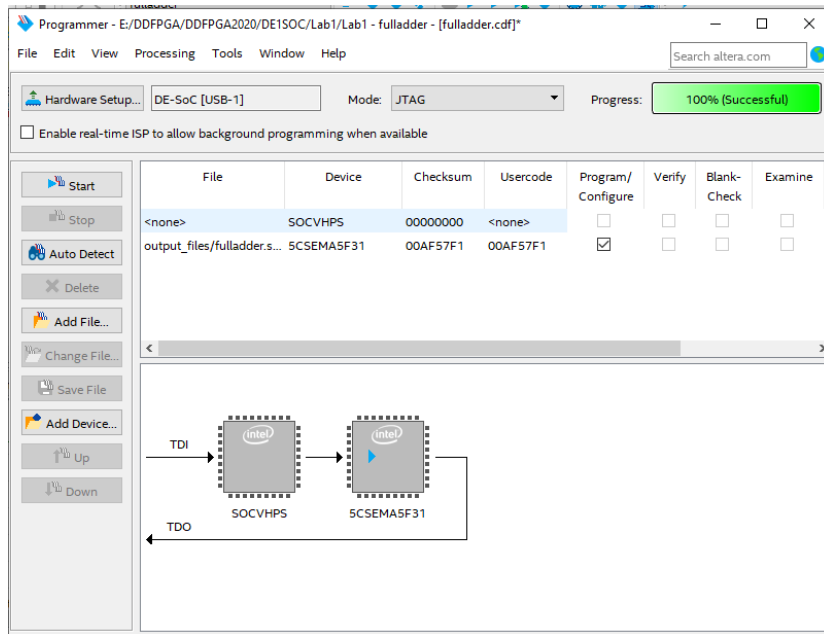 Programmer - E:/DDFPGA/DDFPGA2020/DE1SOC/Lab1/Lab1 - fulladder - [fulladder.cdf]*
File Edit View Processing Tools Window Help
Search altera.com
Hardware Setup... DE-SoC [USB-1] Mode: JTAG Progress: 100% (Successful)
Enable real-time ISP to allow background programming when available
Start
Stop
Auto Detect
Delete
Add File...
Change File...
Save File
Add Device...
Up
Down
File Device Checksum Usercode Program/ Verify Blank- Examine
Configure Check
<none> SOCVHPS 00000000 <none>
output_files/fulladder.s... 5CSEMA5F31 00AF57F1 00AF57F1
TDI
intel
intel
SOCVHPS
5CSEMA5F31
TDO